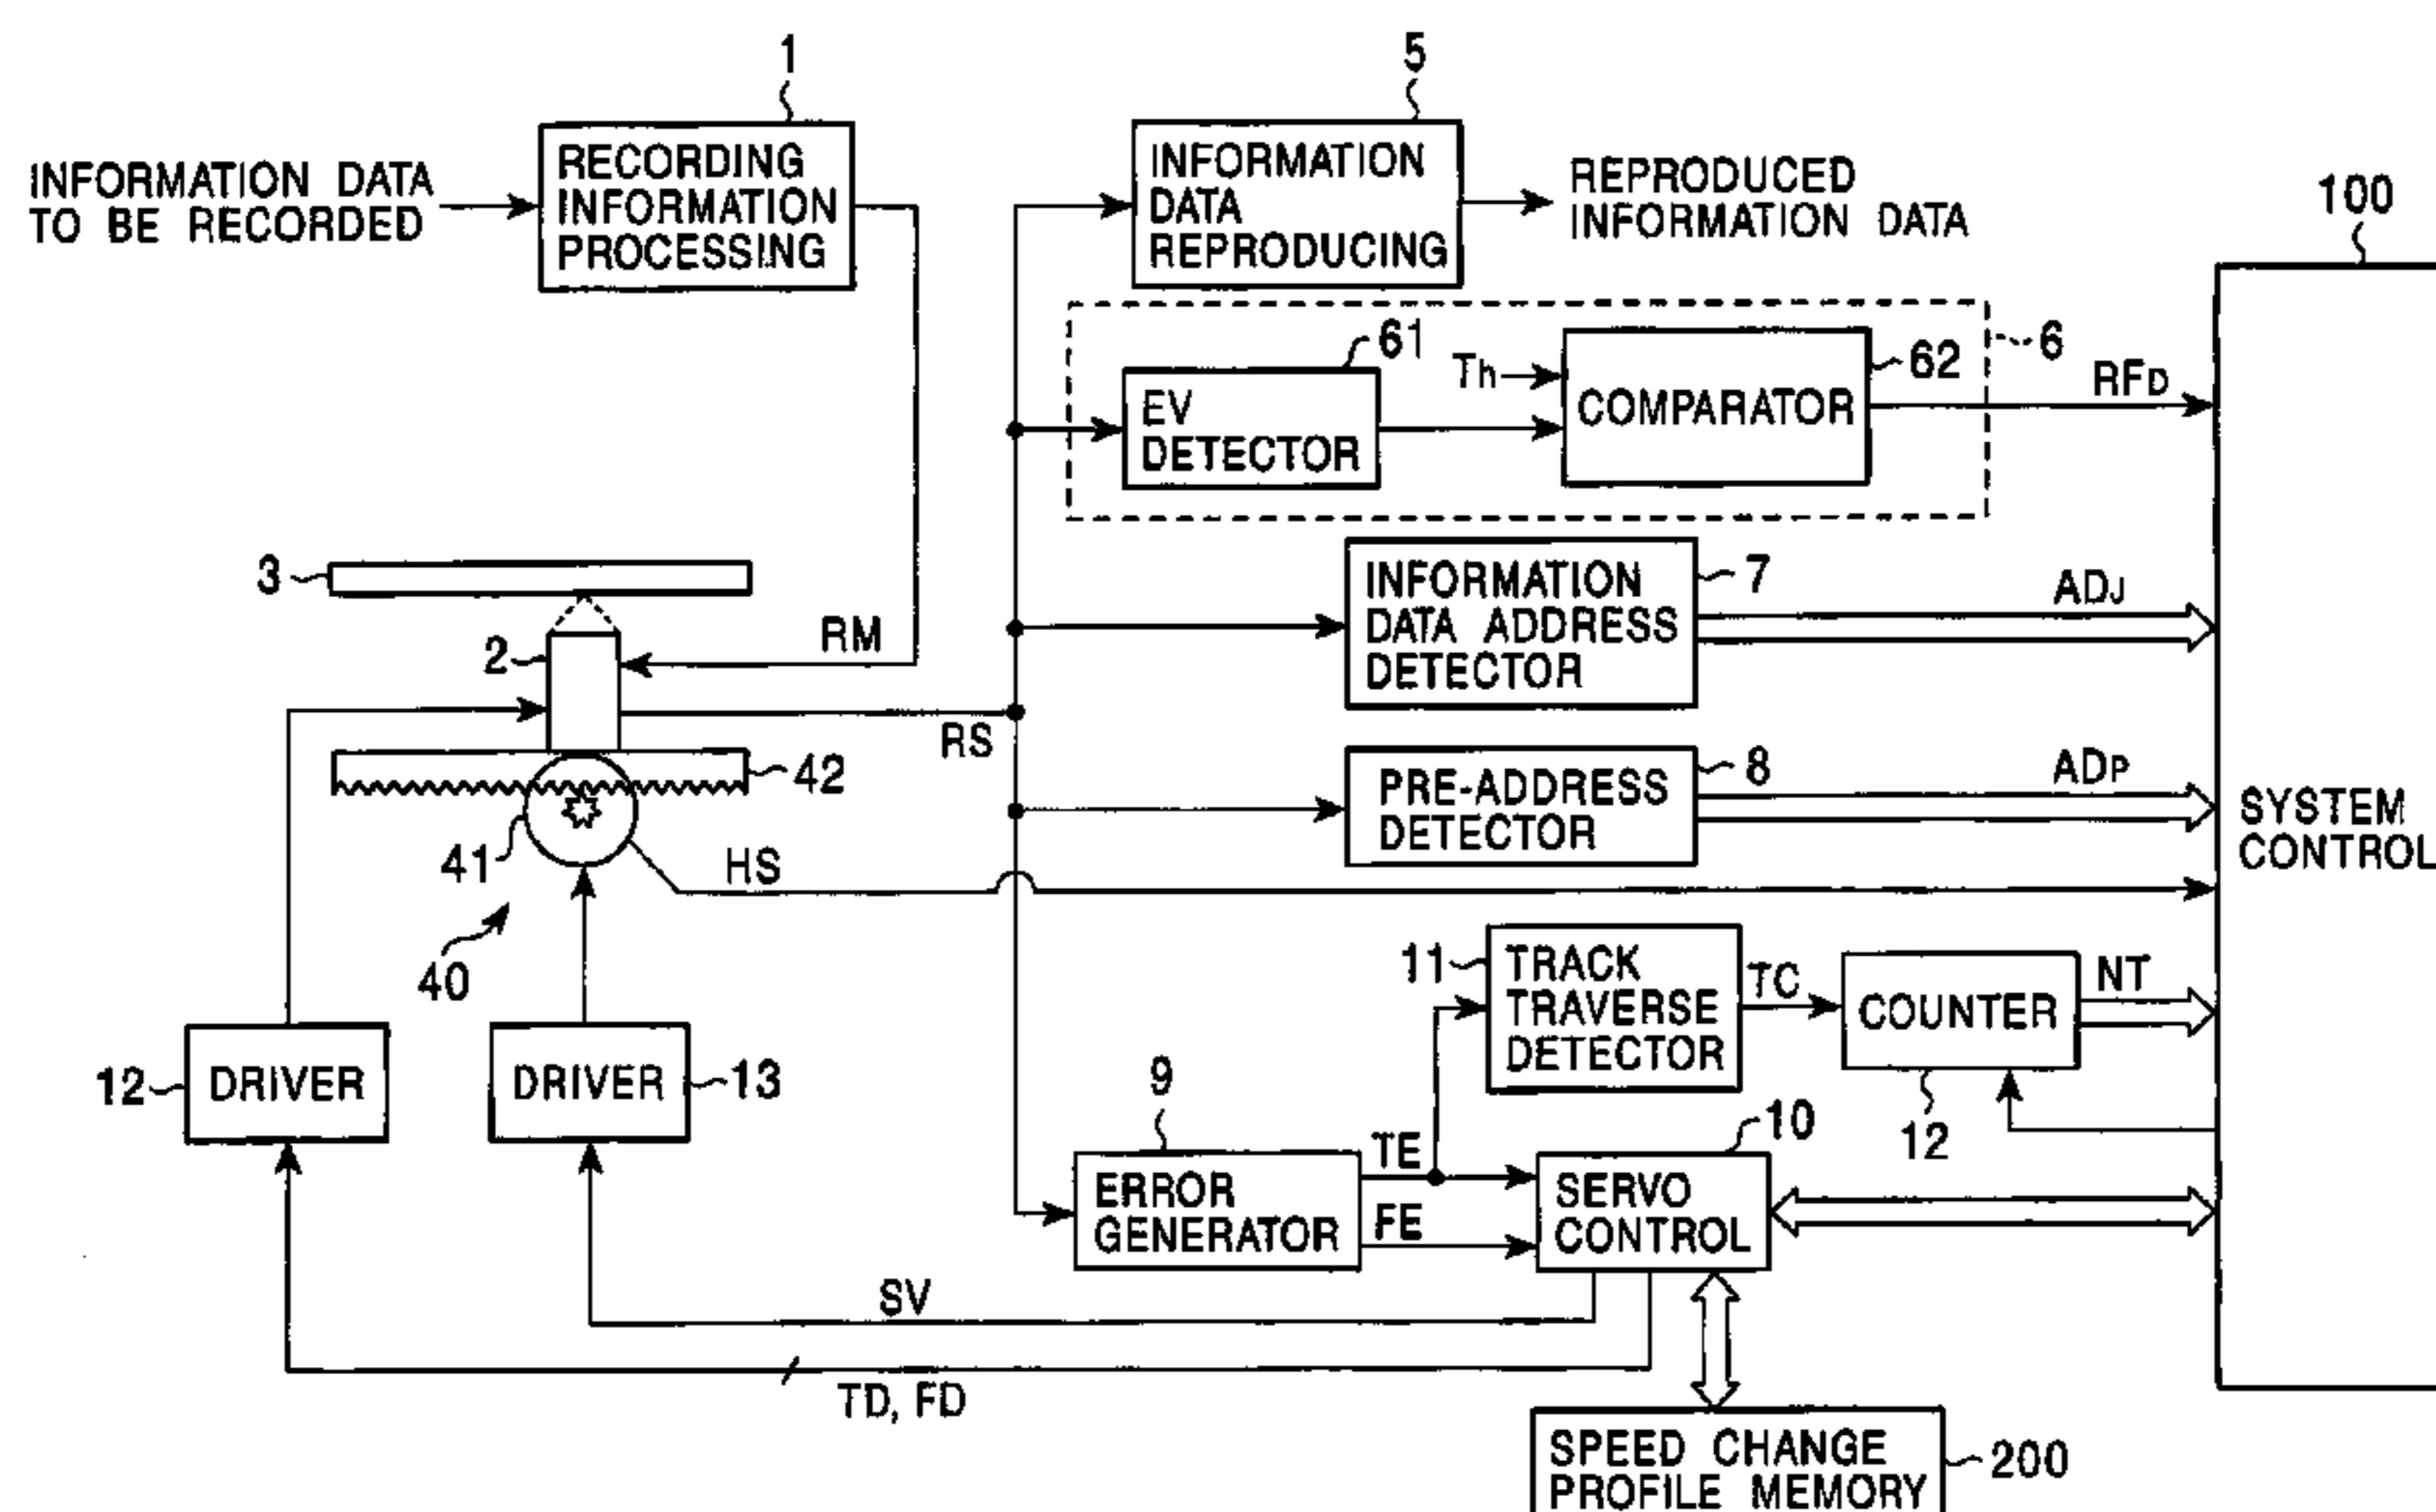 1
5
INFORMATION DATA
TO BE RECORDED
RECORDING
INFORMATION
PROCESSING
INFORMATION
DATA
REPRODUCING
REPRODUCED
INFORMATION DATA
100
61
Th
62
6
EV
DETECTOR
COMPARATOR
RFD
3
INFORMATION
DATA ADDRESS
DETECTOR
7
ADJ
2
RM
RS
42
PRE-ADDRESS
DETECTOR
8
ADP
SYSTEM
CONTROL
41
HS
40
11
TRACK
TRAVERSE
DETECTOR
TC
COUNTER
NT
12
DRIVER
DRIVER
13
9
12
10
ERROR
GENERATOR
TE
FE
SERVO
CONTROL
SV
TD, FD
SPEED CHANGE
PROFILE MEMORY
200